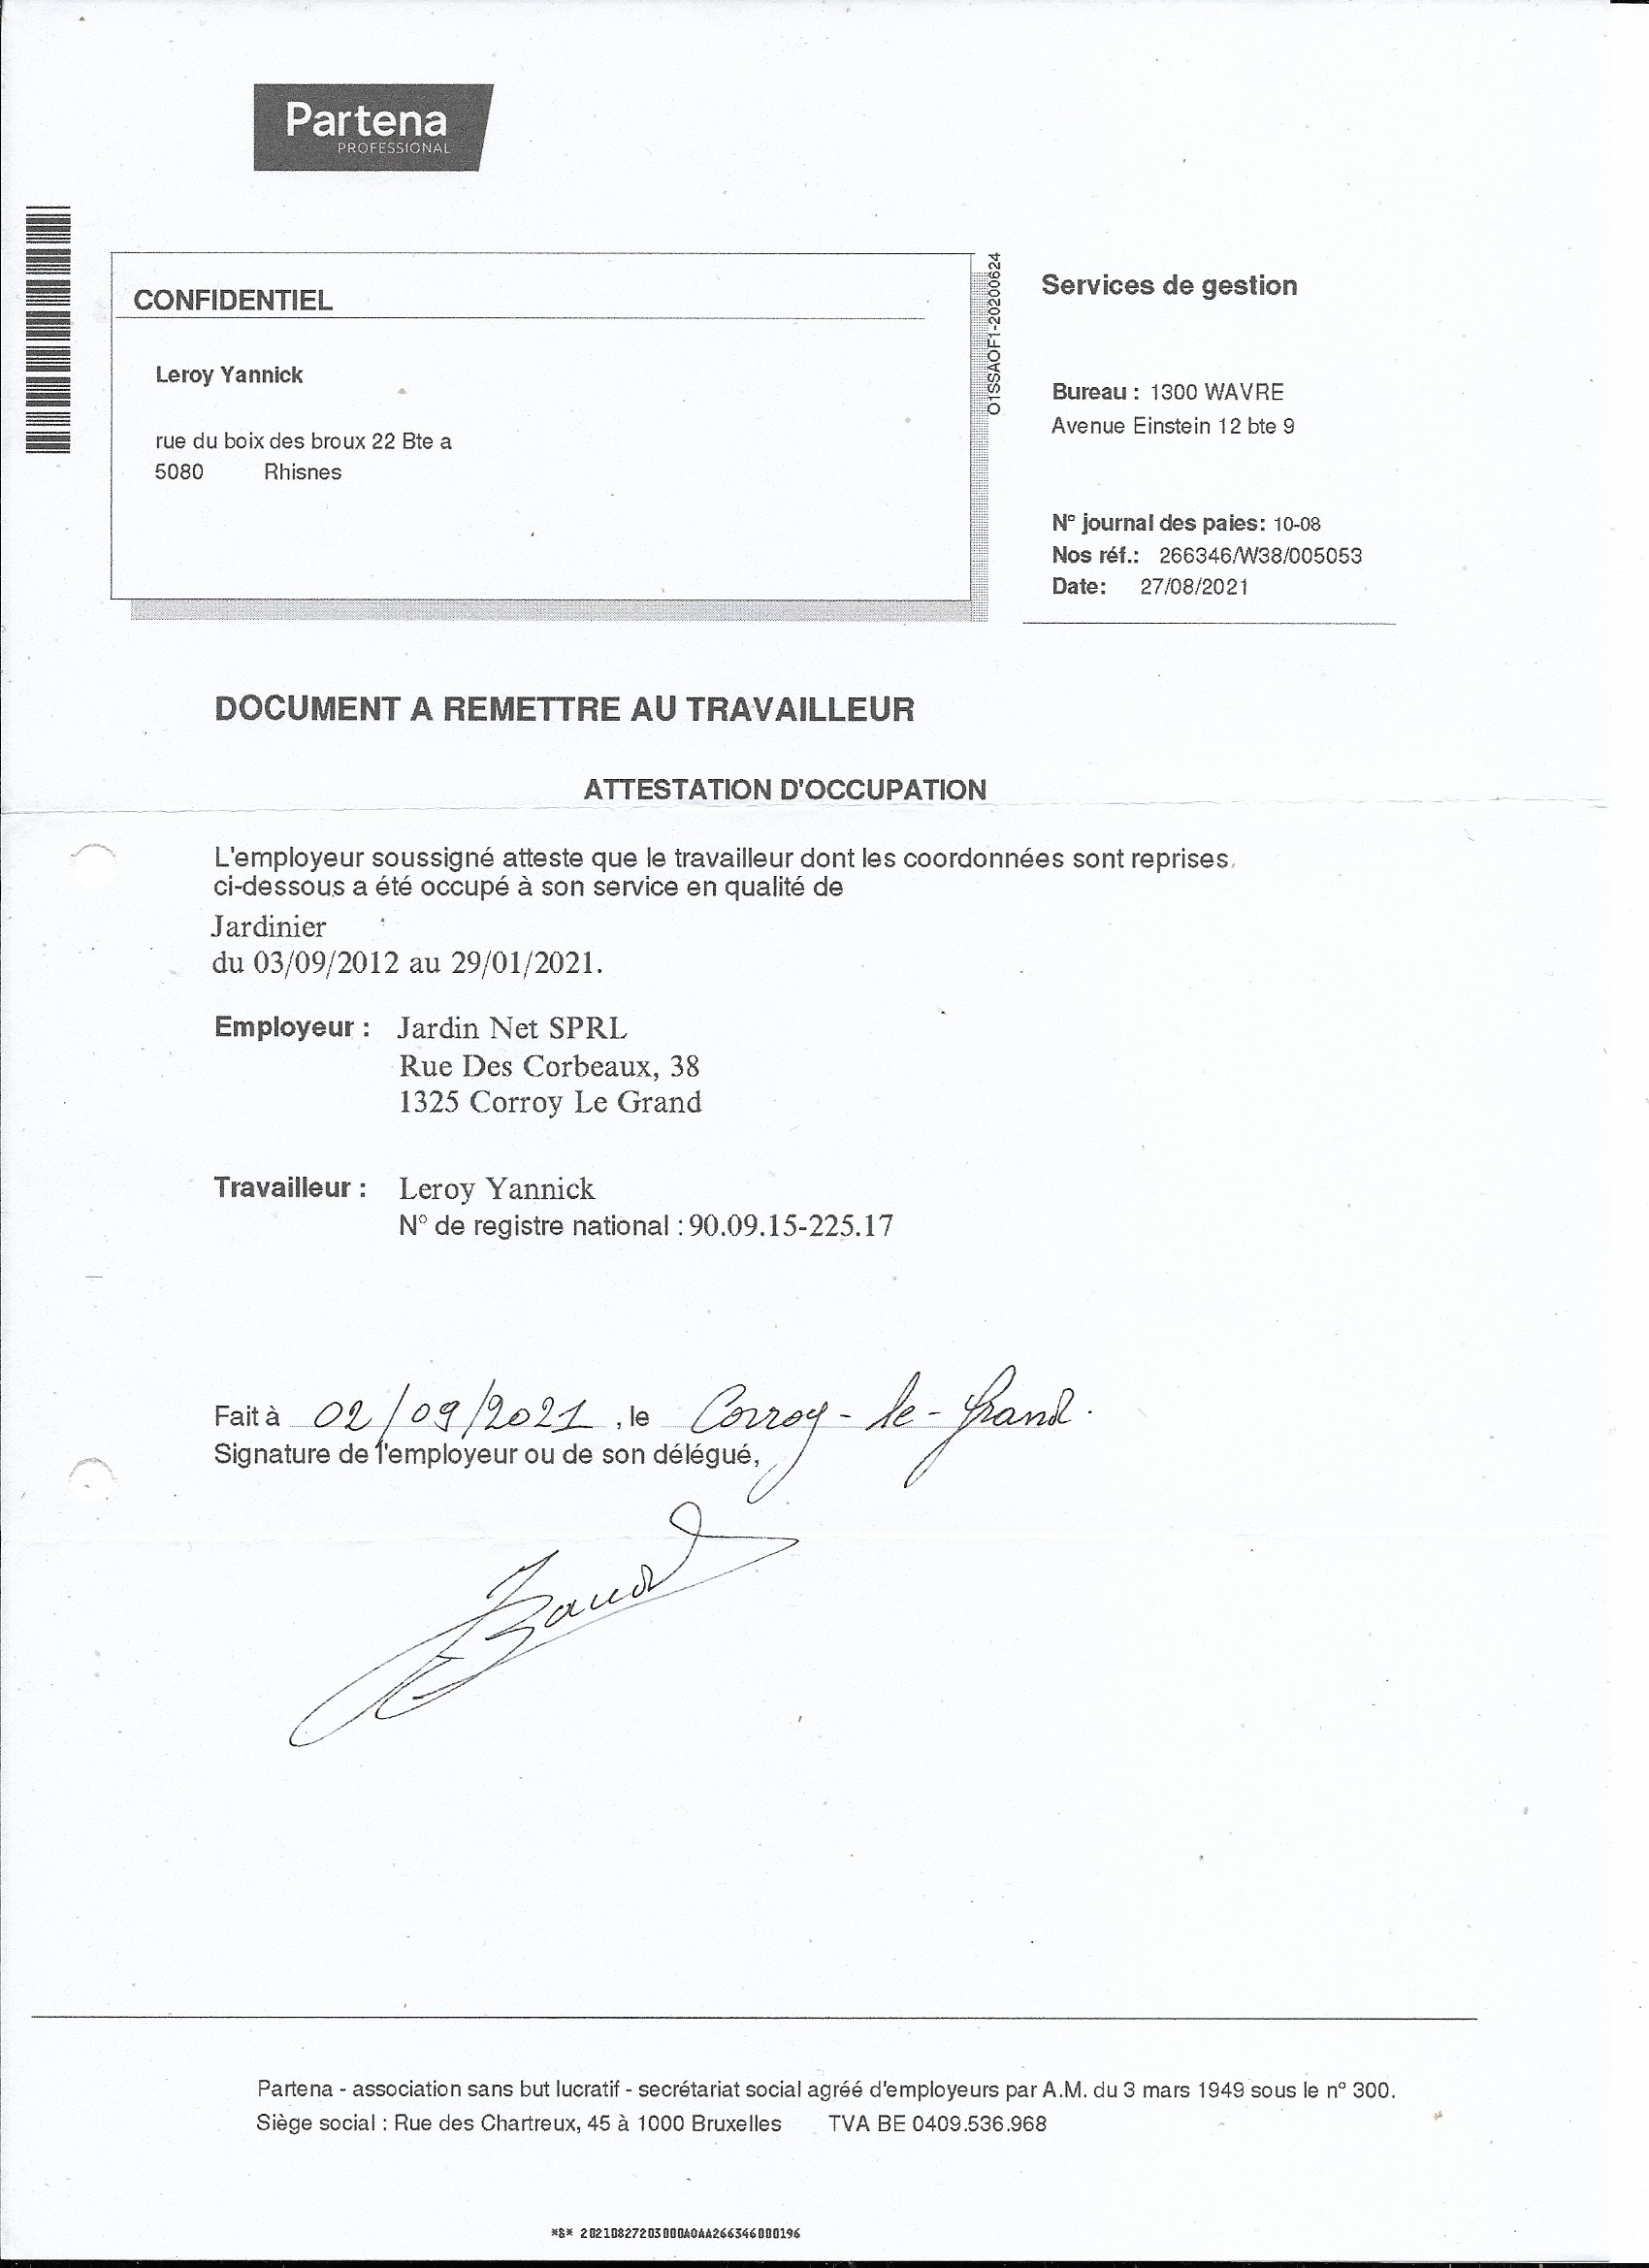 Partena
PROFESSIONAL
CONFIDENTIEL
Leroy Yannick
rue du boix des broux 22 Bte a
5080 Rhisnes
O1SSAOF1-20200624
Services de gestion
Bureau : 1300 WAVRE
Avenue Einstein 12 bte 9
N° journal des paies: 10-08
Nos réf.: 266346/W38/005053
Date: 27/08/2021
DOCUMENT A REMETTRE AU TRAVAILLEUR
ATTESTATION D'OCCUPATION
L'employeur soussigné atteste que le travailleur dont les coordonnées sont reprises
ci-dessous a été occupé à son service en qualité de
Jardinier
du 03/09/2012 au 29/01/2021.
Employeur : Jardin Net SPRL
Rue Des Corbeaux, 38
1325 Corroy Le Grand
Travailleur : Leroy Yannick
N° de registre national : 90.09.15-225.17
Fait à 02/09/2021, le Corroy-le-Grand.
Signature de l'employeur ou de son délégué,
Partena - association sans but lucratif - secrétariat social agréé d'employeurs par A.M. du 3 mars 1949 sous le n° 300.
Siège social : Rue des Chartreux, 45 à 1000 Bruxelles TVA BE 0409.536.968
*B* 20210827203000A0AA266346000196